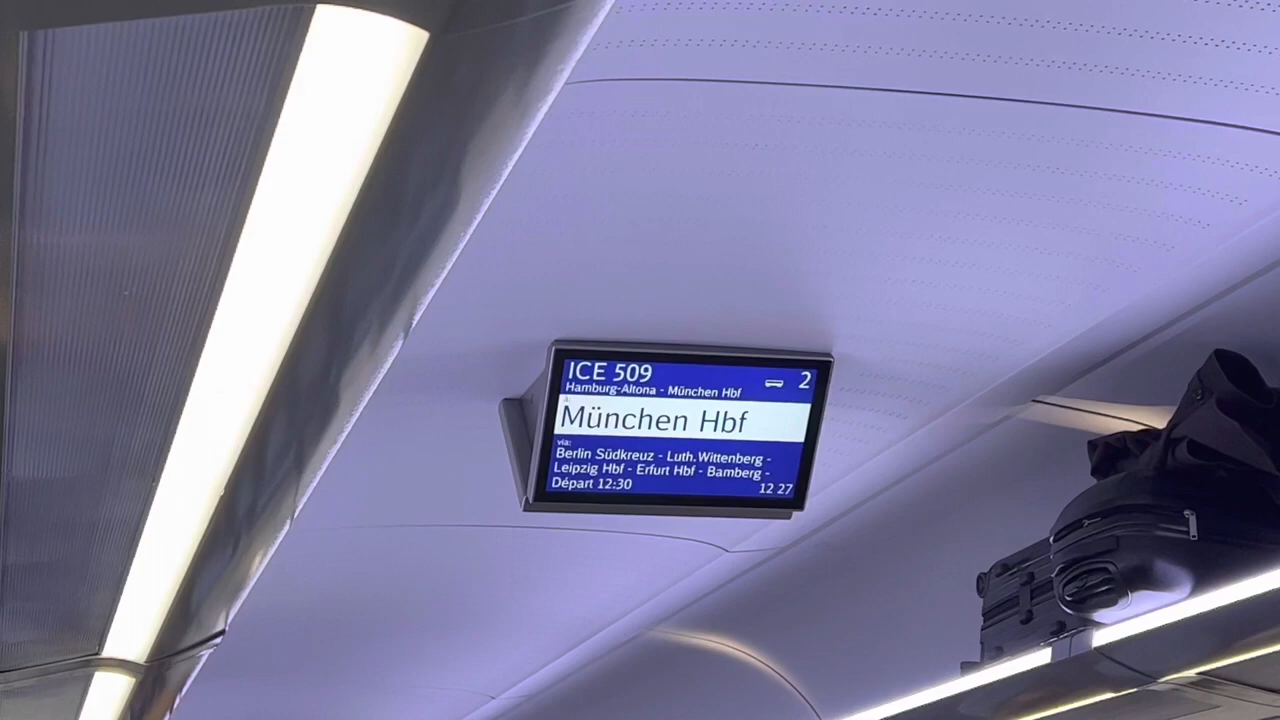 ICE 509
2
Hamburg-Altona - München Hbf
à:
München Hbf
via:
Berlin Südkreuz - Luth.Wittenberg -
Leipzig Hbf - Erfurt Hbf - Bamberg -
Départ 12:30
12 27